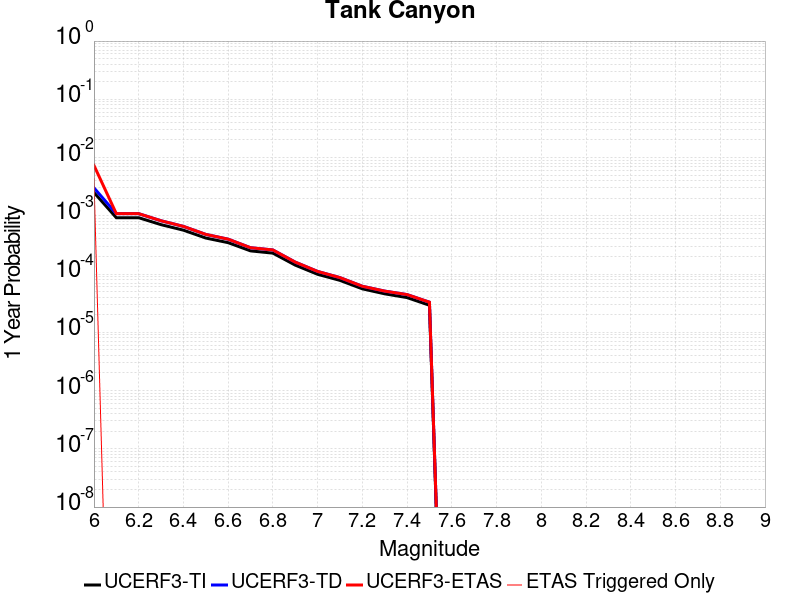 Tank Canyon
1 Year Probability
10^0
10^-1
10^-2
10^-3
10^-4
10^-5
10^-6
10^-7
10^-8
6 6.2 6.4 6.6 6.8 7 7.2 7.4 7.6 7.8 8 8.2 8.4 8.6 8.8 9
Magnitude
UCERF3-TI UCERF3-TD UCERF3-ETAS ETAS Triggered Only